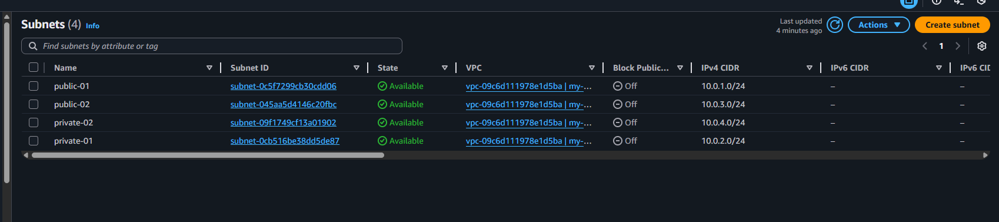 Subnets (4) Info
Last updated
4 minutes ago
Actions
Create subnet
Find subnets by attribute or tag
1
Name Subnet ID State VPC Block Public... IPv4 CIDR IPv6 CIDR IPv6 CID
public-01 subnet-0c5f7299cb30cdd06 Available vpc-09c6d111978e1d5ba | my-... Off 10.0.1.0/24 – –
public-02 subnet-045aa5d4146c20fbc Available vpc-09c6d111978e1d5ba | my-... Off 10.0.3.0/24 – –
private-02 subnet-09f1749cf13a01902 Available vpc-09c6d111978e1d5ba | my-... Off 10.0.4.0/24 – –
private-01 subnet-0cb516be38dd5de87 Available vpc-09c6d111978e1d5ba | my-... Off 10.0.2.0/24 – –